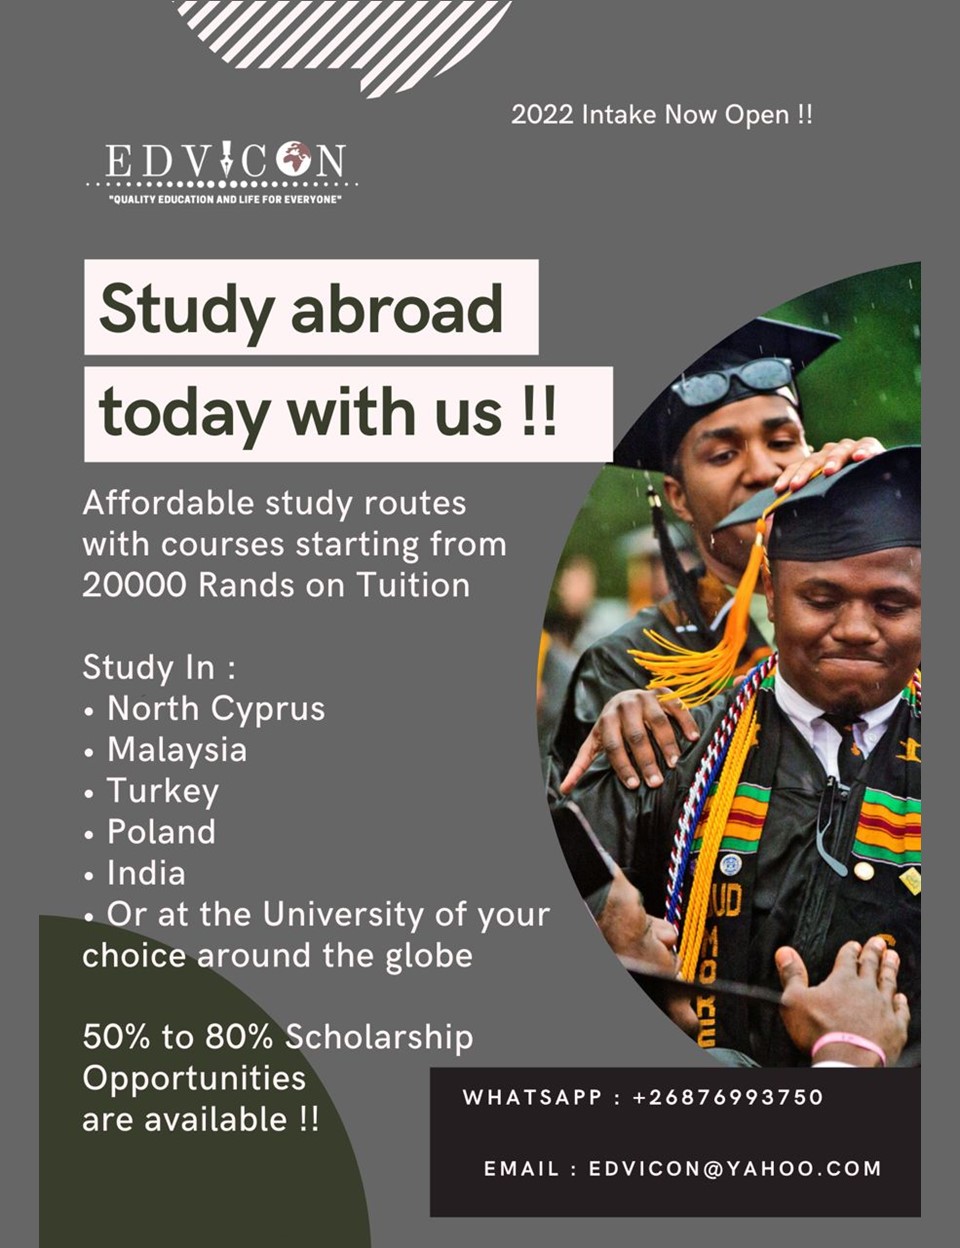 2022 Intake Now Open !!
EDVICON
"QUALITY EDUCATION AND LIFE FOR EVERYONE"
Study abroad
today with us !!
Affordable study routes
with courses starting from
20000 Rands on Tuition
Study In :
• North Cyprus
• Malaysia
• Turkey
• Poland
• India
• Or at the University of your
choice around the globe
50% to 80% Scholarship
Opportunities
are available !!
WHATSAPP : +26876993750
EMAIL : EDVICON@YAHOO.COM